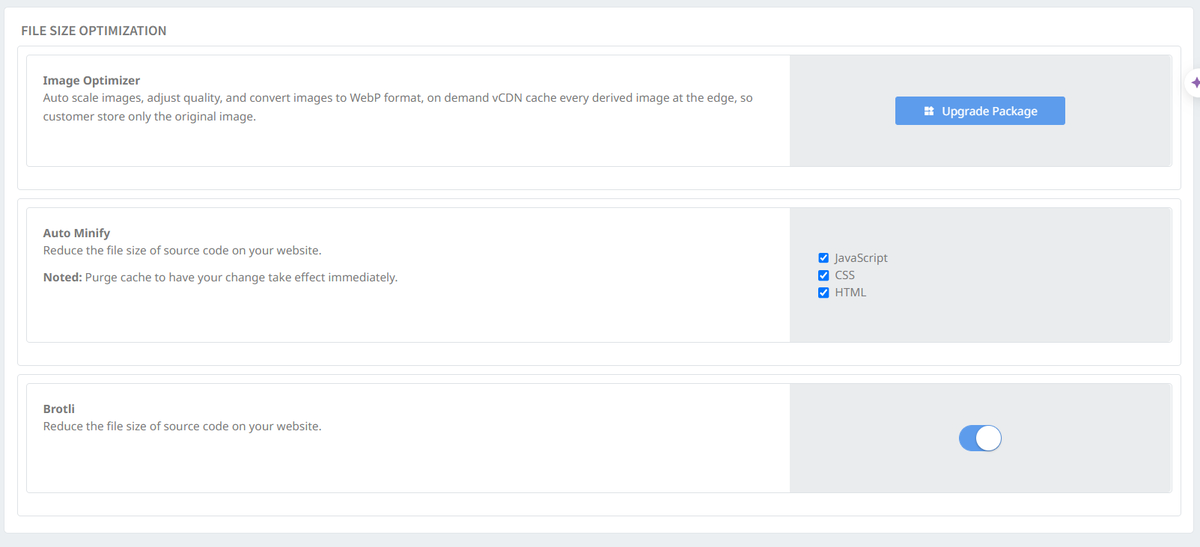 FILE SIZE OPTIMIZATION
Image Optimizer
Auto scale images, adjust quality, and convert images to WebP format, on demand vCDN cache every derived image at the edge, so
customer store only the original image.
Upgrade Package
Auto Minify
Reduce the file size of source code on your website.
Noted: Purge cache to have your change take effect immediately.
JavaScript
CSS
HTML
Brotli
Reduce the file size of source code on your website.